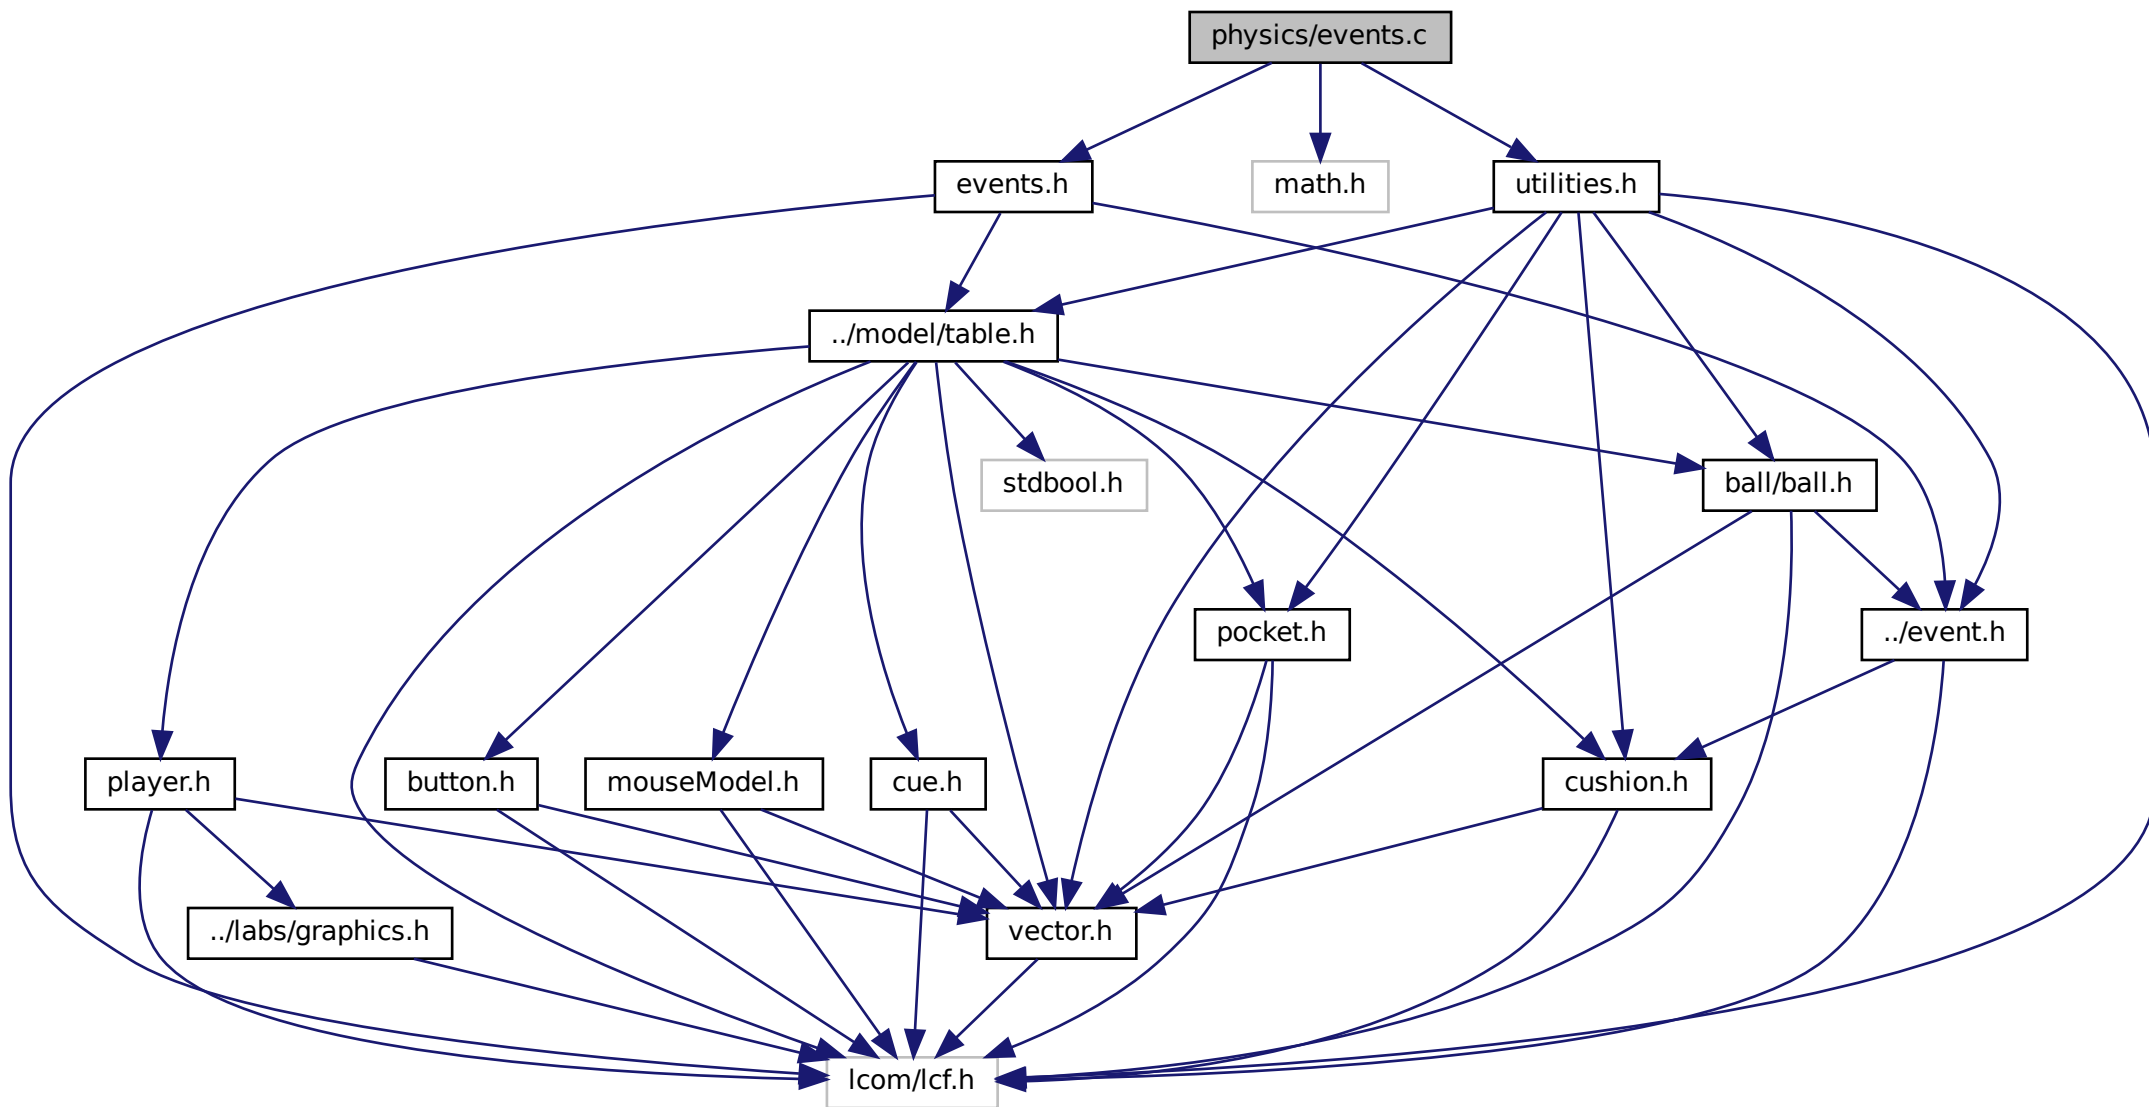 physics/events.c
events.h
math.h
utilities.h
../model/table.h
stdbool.h
ball/ball.h
pocket.h
../event.h
player.h
button.h
mouseModel.h
cue.h
cushion.h
../labs/graphics.h
vector.h
lcom/lcf.h